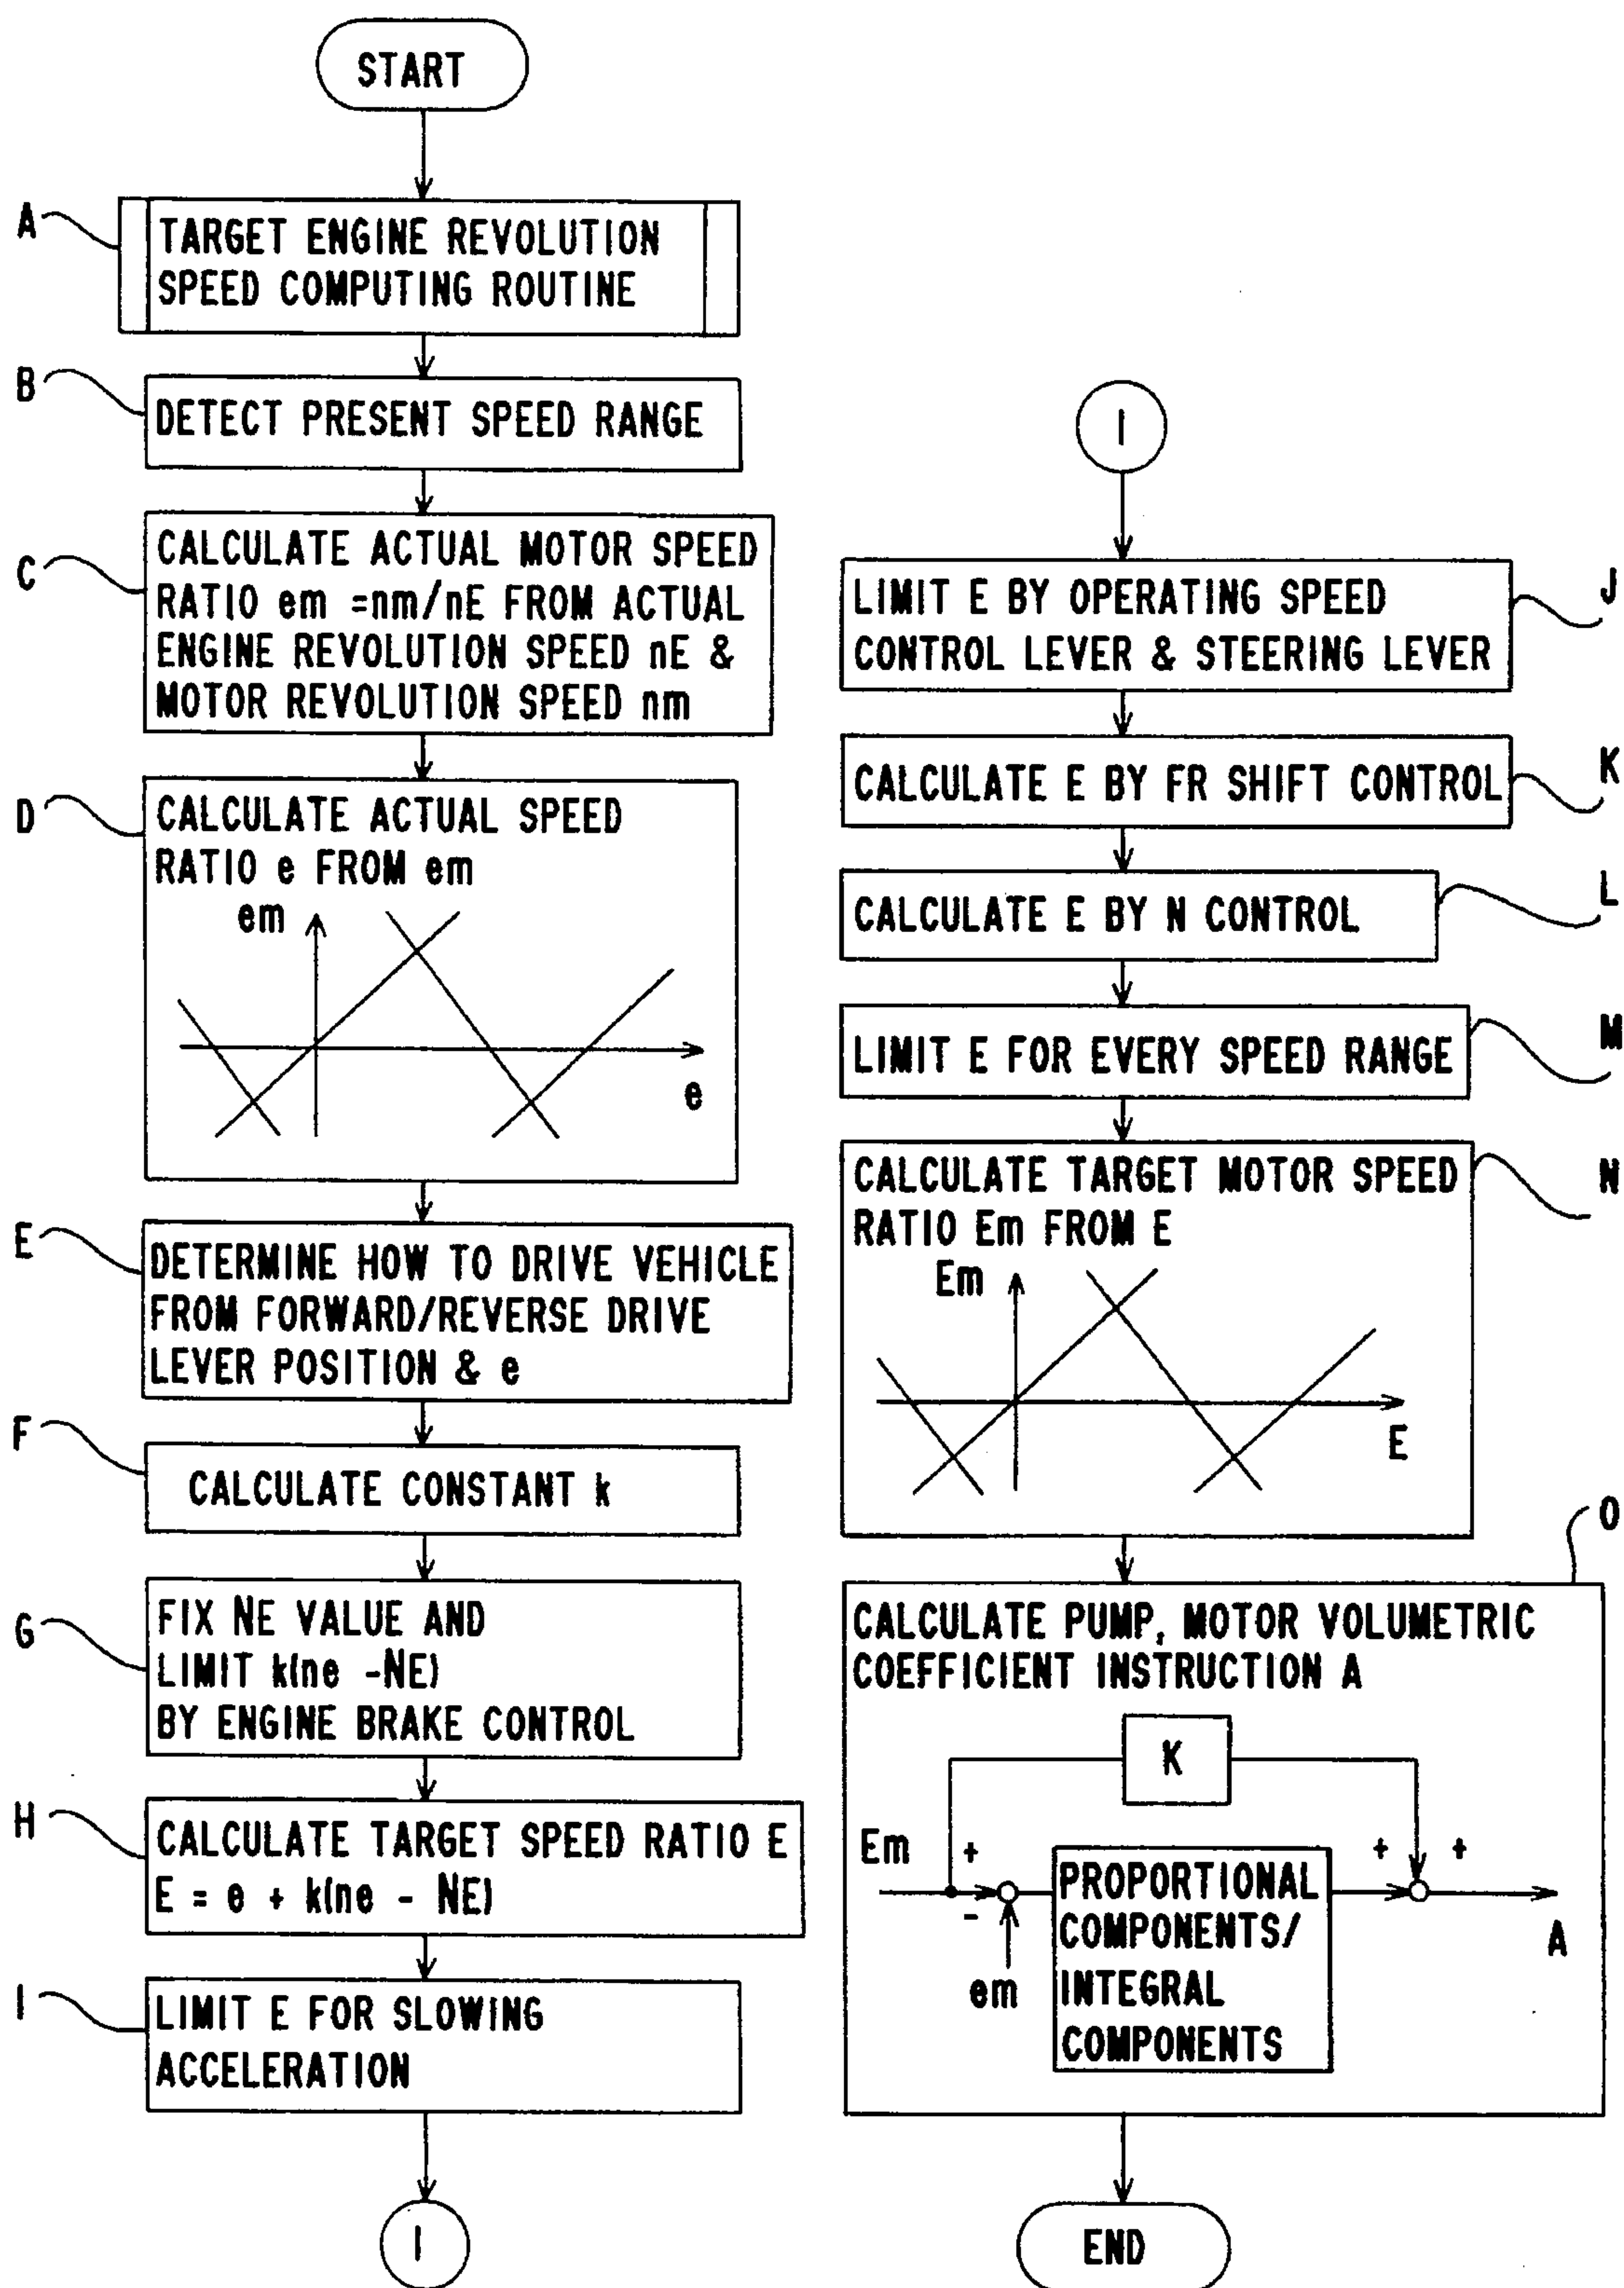 START
A
TARGET ENGINE REVOLUTION
SPEED COMPUTING ROUTINE
B
DETECT PRESENT SPEED RANGE
C
CALCULATE ACTUAL MOTOR SPEED
RATIO em =nm/nE FROM ACTUAL
ENGINE REVOLUTION SPEED nE &
MOTOR REVOLUTION SPEED nm
D
CALCULATE ACTUAL SPEED
RATIO e FROM em
em
e
E
DETERMINE HOW TO DRIVE VEHICLE
FROM FORWARD/REVERSE DRIVE
LEVER POSITION & e
F
CALCULATE CONSTANT k
G
FIX NE VALUE AND
LIMIT k(ne -NE)
BY ENGINE BRAKE CONTROL
H
CALCULATE TARGET SPEED RATIO E
E = e + k(ne - NE)
I
LIMIT E FOR SLOWING
ACCELERATION
I
I
LIMIT E BY OPERATING SPEED
CONTROL LEVER & STEERING LEVER
J
CALCULATE E BY FR SHIFT CONTROL
K
CALCULATE E BY N CONTROL
L
LIMIT E FOR EVERY SPEED RANGE
M
CALCULATE TARGET MOTOR SPEED
RATIO Em FROM E
N
Em
E
O
CALCULATE PUMP, MOTOR VOLUMETRIC
COEFFICIENT INSTRUCTION A
K
Em
+
+
+
PROPORTIONAL
COMPONENTS/
INTEGRAL
COMPONENTS
-
em
A
END